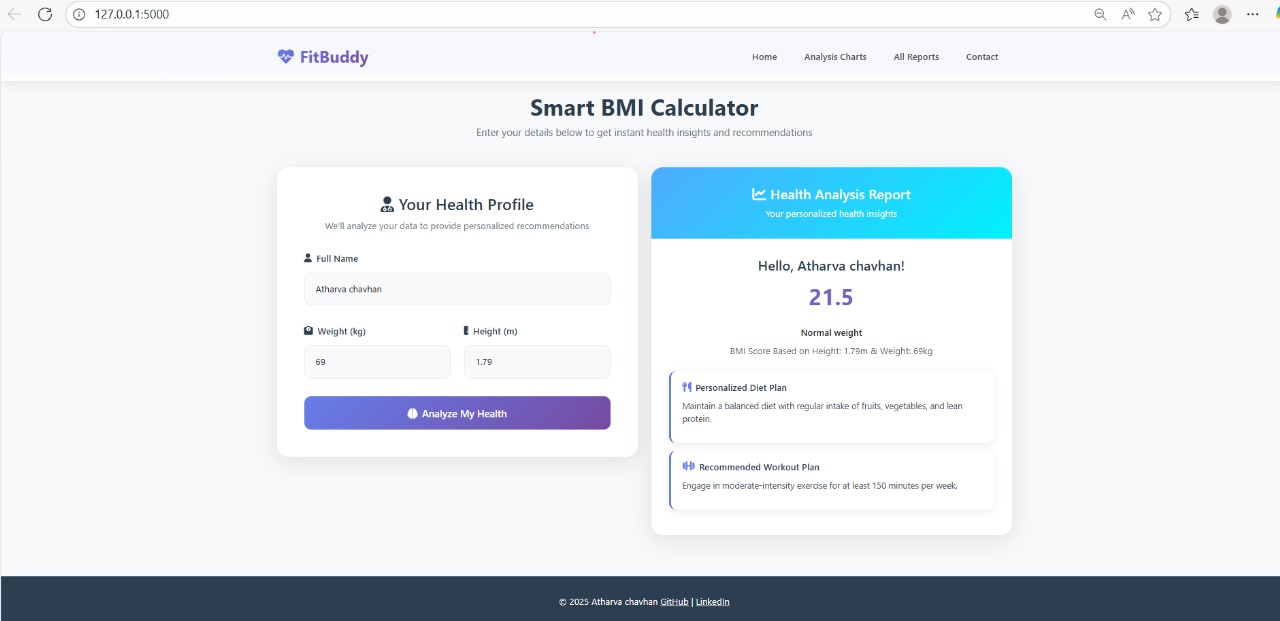 127.0.0.1:5000
FitBuddy
Home Analysis Charts All Reports Contact
Smart BMI Calculator
Enter your details below to get instant health insights and recommendations
Your Health Profile
We'll analyze your data to provide personalized recommendations
Full Name
Atharva chavhan
Weight (kg) Height (m)
69 1.79
Analyze My Health
Health Analysis Report
Your personalized health insights
Hello, Atharva chavhan!
21.5
Normal weight
BMI Score Based on Height: 1.79m & Weight: 69kg
Personalized Diet Plan
Maintain a balanced diet with regular intake of fruits, vegetables, and lean
protein.
Recommended Workout Plan
Engage in moderate-intensity exercise for at least 150 minutes per week.
© 2025 Atharva chavhan GitHub | LinkedIn